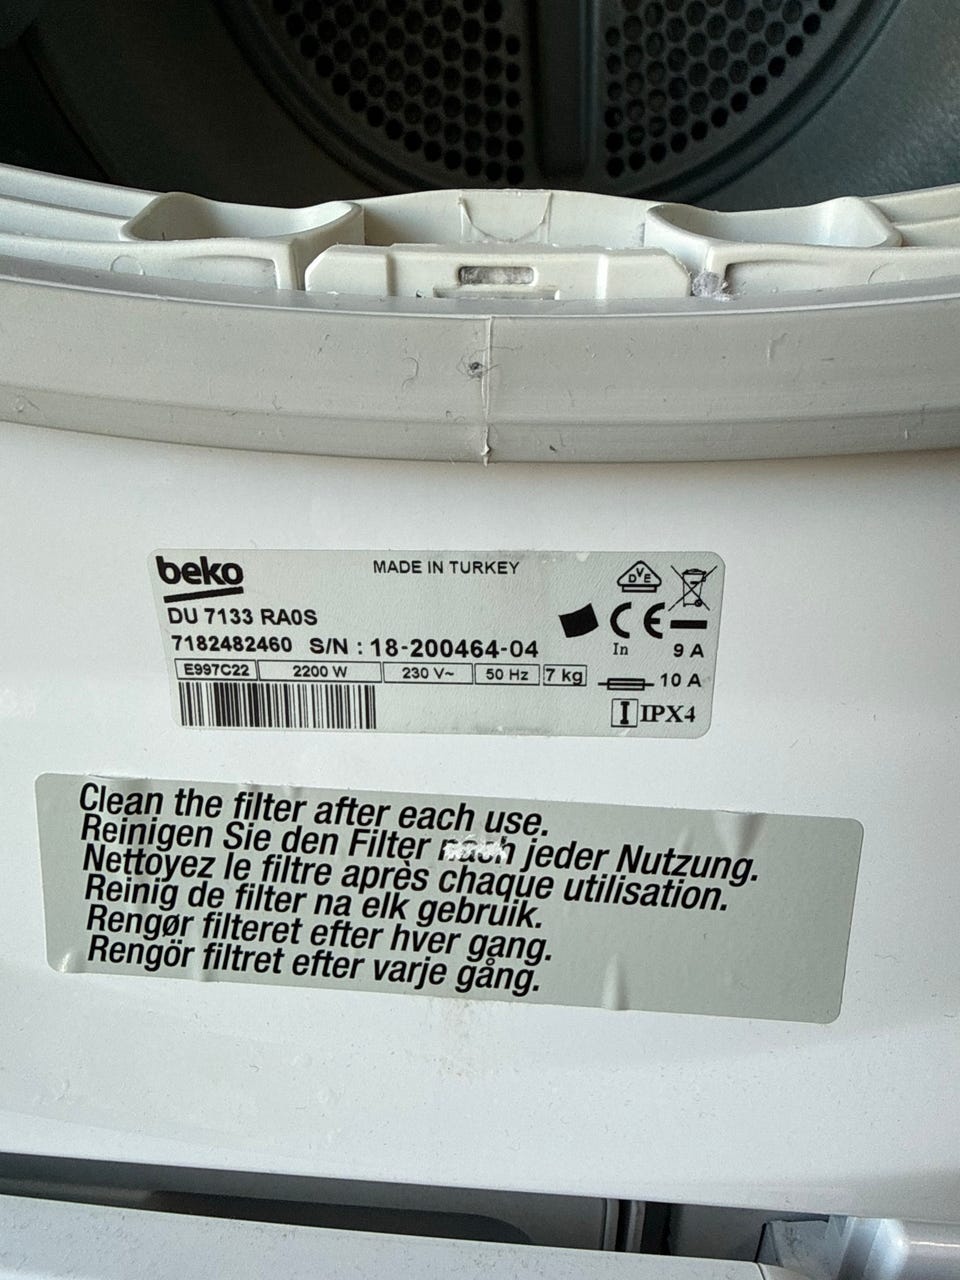 beko
MADE IN TURKEY
DVE
DU 7133 RA0S
7182482460 S/N : 18-200464-04
CE
In 9 A
E997C22 2200 W 230 V~ 50 Hz 7 kg
10 A
IPX4
Clean the filter after each use.
Reinigen Sie den Filter nach jeder Nutzung.
Nettoyez le filtre après chaque utilisation.
Reinig de filter na elk gebruik.
Rengør filteret efter hver gang.
Rengör filtret efter varje gång.